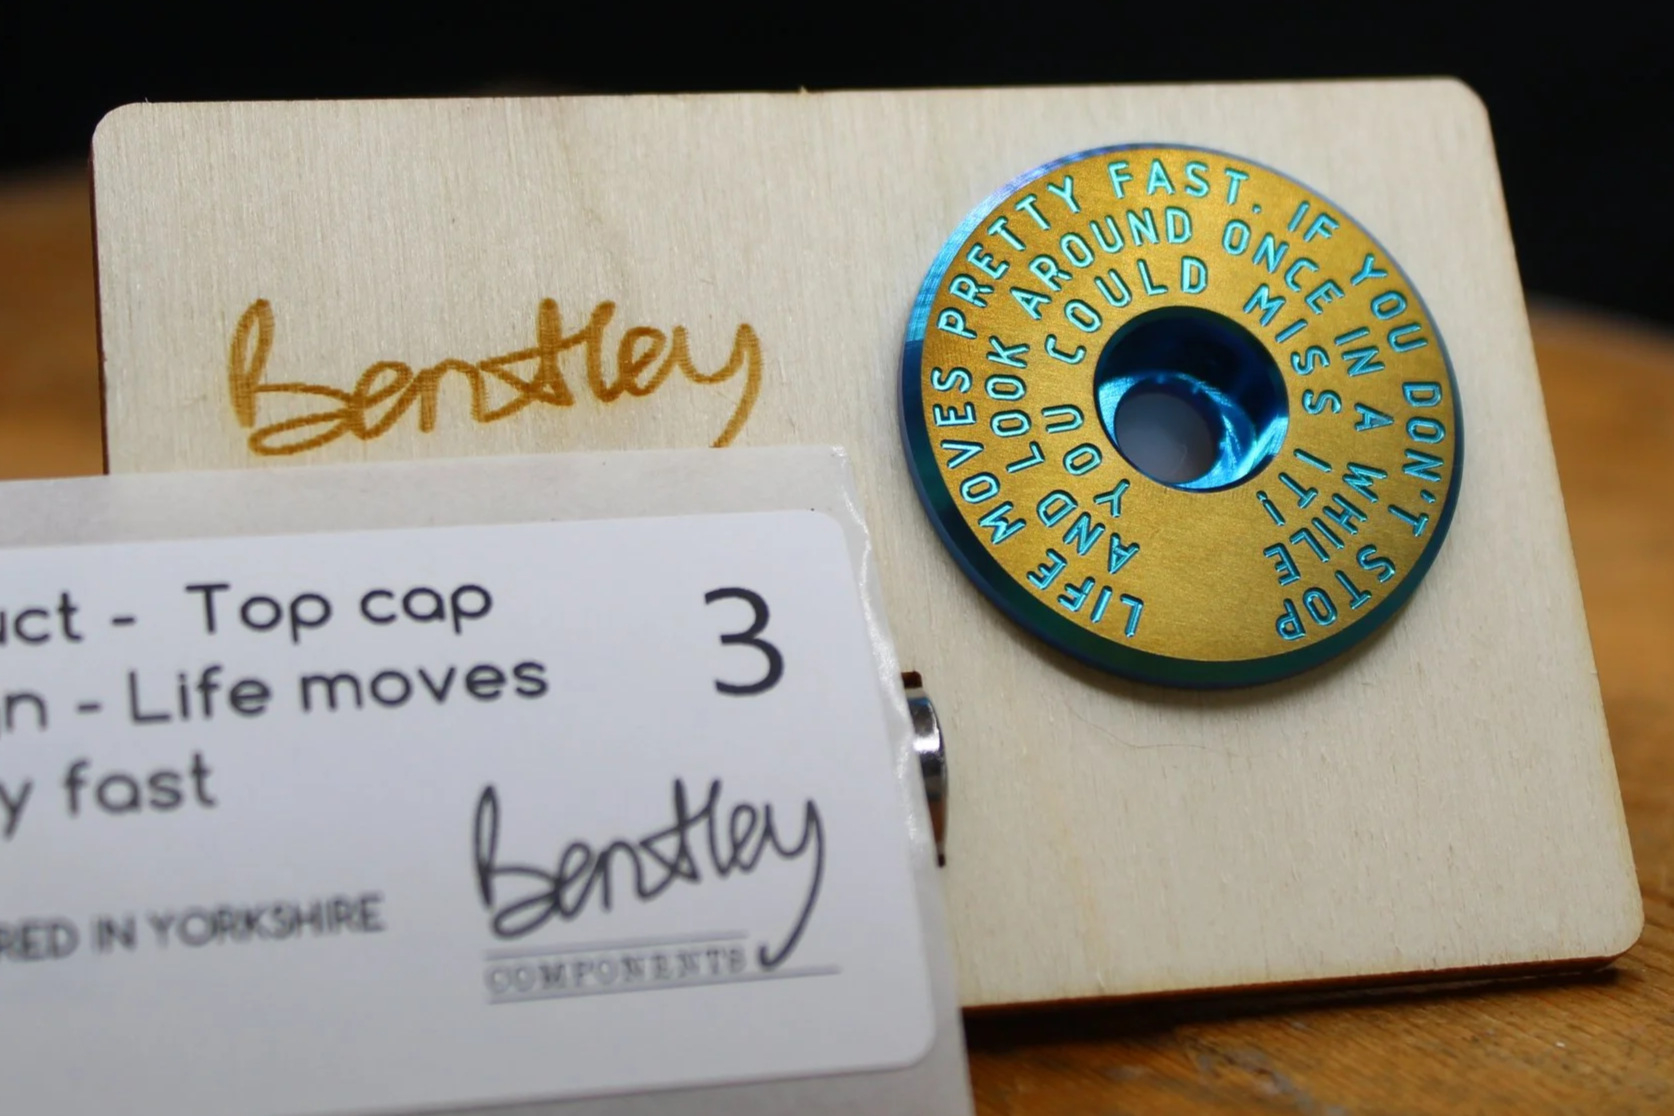 Bentley
LIFE MOVES PRETTY FAST. IF YOU DON'T STOP
AND LOOK AROUND ONCE IN A WHILE
YOU COULD MISS IT!
uct - Top cap
n - Life moves
y fast
3
RED IN YORKSHIRE
Bentley
COMPONENTS